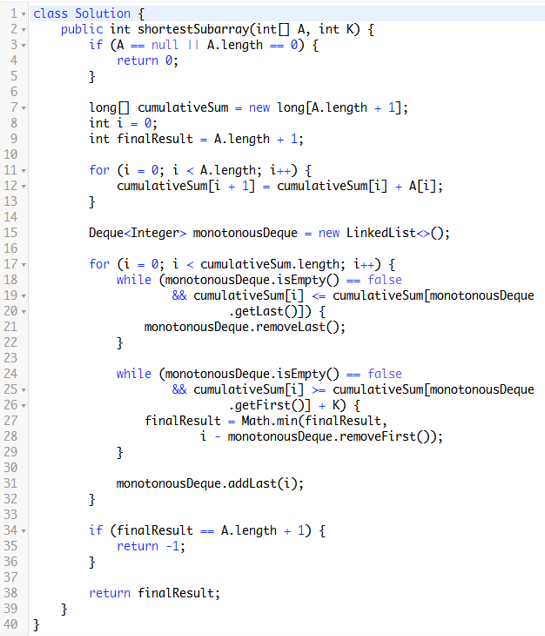 1 class Solution {
2     public int shortestSubarray(int[] A, int K) {
3         if (A == null || A.length == 0) {
4             return 0;
5         }
6
7         long[] cumulativeSum = new long[A.length + 1];
8         int i = 0;
9         int finalResult = A.length + 1;
10
11         for (i = 0; i < A.length; i++) {
12             cumulativeSum[i + 1] = cumulativeSum[i] + A[i];
13         }
14
15         Deque<Integer> monotonousDeque = new LinkedList<>();
16
17         for (i = 0; i < cumulativeSum.length; i++) {
18             while (monotonousDeque.isEmpty() == false
19                     && cumulativeSum[i] <= cumulativeSum[monotonousDeque
20                             .getLast()]) {
21                 monotonousDeque.removeLast();
22             }
23
24             while (monotonousDeque.isEmpty() == false
25                     && cumulativeSum[i] >= cumulativeSum[monotonousDeque
26                             .getFirst()] + K) {
27                 finalResult = Math.min(finalResult,
28                         i - monotonousDeque.removeFirst());
29             }
30
31             monotonousDeque.addLast(i);
32         }
33
34         if (finalResult == A.length + 1) {
35             return -1;
36         }
37
38         return finalResult;
39     }
40 }